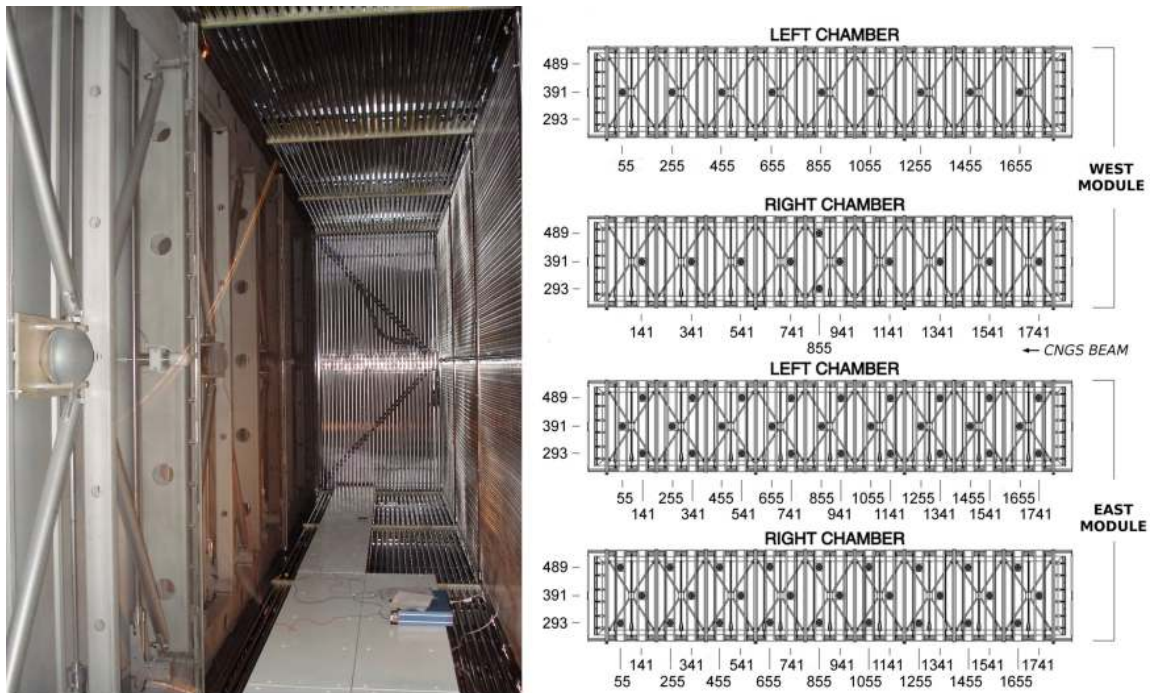 LEFT CHAMBER
489
391
293
55 255 455 655 855 1055 1255 1455 1655
WEST
MODULE
RIGHT CHAMBER
489
391
293
141 341 541 741 941 1141 1341 1541 1741
855
← CNGS BEAM
LEFT CHAMBER
489
391
293
55 255 455 655 855 1055 1255 1455 1655
141 341 541 741 941 1141 1341 1541 1741
EAST
MODULE
RIGHT CHAMBER
489
391
293
141 341 541 741 941 1141 1341 1541 1741
55 255 455 655 855 1055 1255 1455 1655